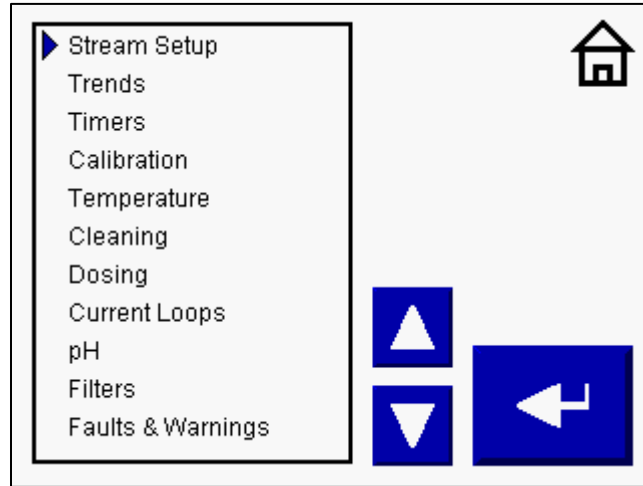 Stream Setup
Trends
Timers
Calibration
Temperature
Cleaning
Dosing
Current Loops
pH
Filters
Faults & Warnings